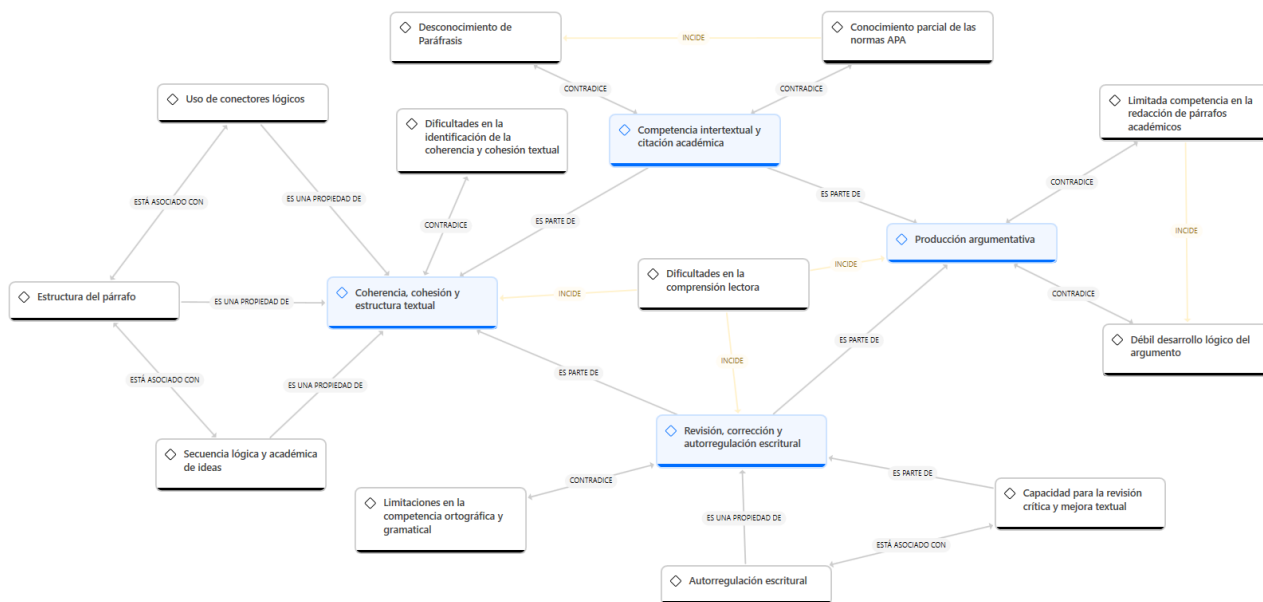 Desconocimiento de
Paráfrasis
INCIDE
Conocimiento parcial de las
normas APA
CONTRADICE
CONTRADICE
Uso de conectores lógicos
Dificultades en la
identificación de la
coherencia y cohesión textual
Competencia intertextual y
citación académica
Limitada competencia en la
redacción de párrafos
académicos
CONTRADICE
ESTÁ ASOCIADO CON
ES UNA PROPIEDAD DE
CONTRADICE
ES PARTE DE
ES PARTE DE
INCIDE
Producción argumentativa
Estructura del párrafo
ES UNA PROPIEDAD DE
Coherencia, cohesión y
estructura textual
INCIDE
Dificultades en la
comprensión lectora
INCIDE
CONTRADICE
Débil desarrollo lógico del
argumento
ESTÁ ASOCIADO CON
ES UNA PROPIEDAD DE
ES PARTE DE
INCIDE
ES PARTE DE
Secuencia lógica y académica
de ideas
Revisión, corrección y
autorregulación escritural
CONTRADICE
ES PARTE DE
Limitaciones en la
competencia ortográfica y
gramatical
ES UNA PROPIEDAD DE
Capacidad para la revisión
crítica y mejora textual
ESTÁ ASOCIADO CON
Autorregulación escritural